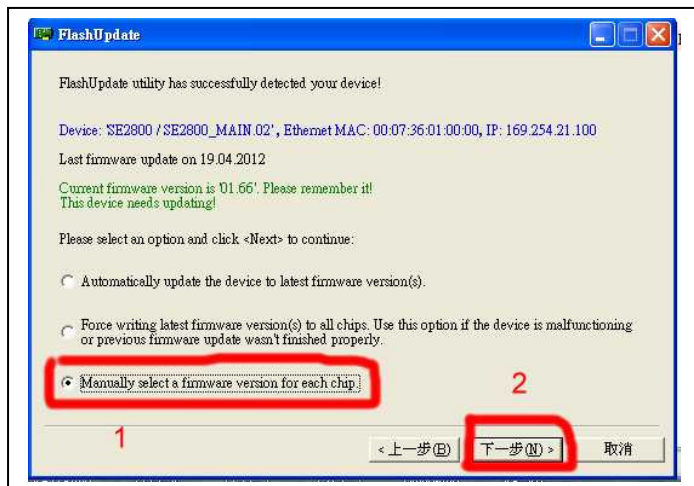 FlashUpdate
FlashUpdate utility has successfully detected your device!
Device: 'SE2800 / SE2800_MAIN.02', Ethernet MAC: 00:07:36:01:00:00, IP: 169.254.21.100
Last firmware update on 19.04.2012
Current firmware version is '01.66'. Please remember it!
This device needs updating!
Please select an option and click <Next> to continue:
Automatically update the device to latest firmware version(s).
Force writing latest firmware version(s) to all chips. Use this option if the device is malfunctioning
or previous firmware update wasn't finished properly.
Manually select a firmware version for each chip.
1
2
<上一步(B)
下一步(N) >
取消